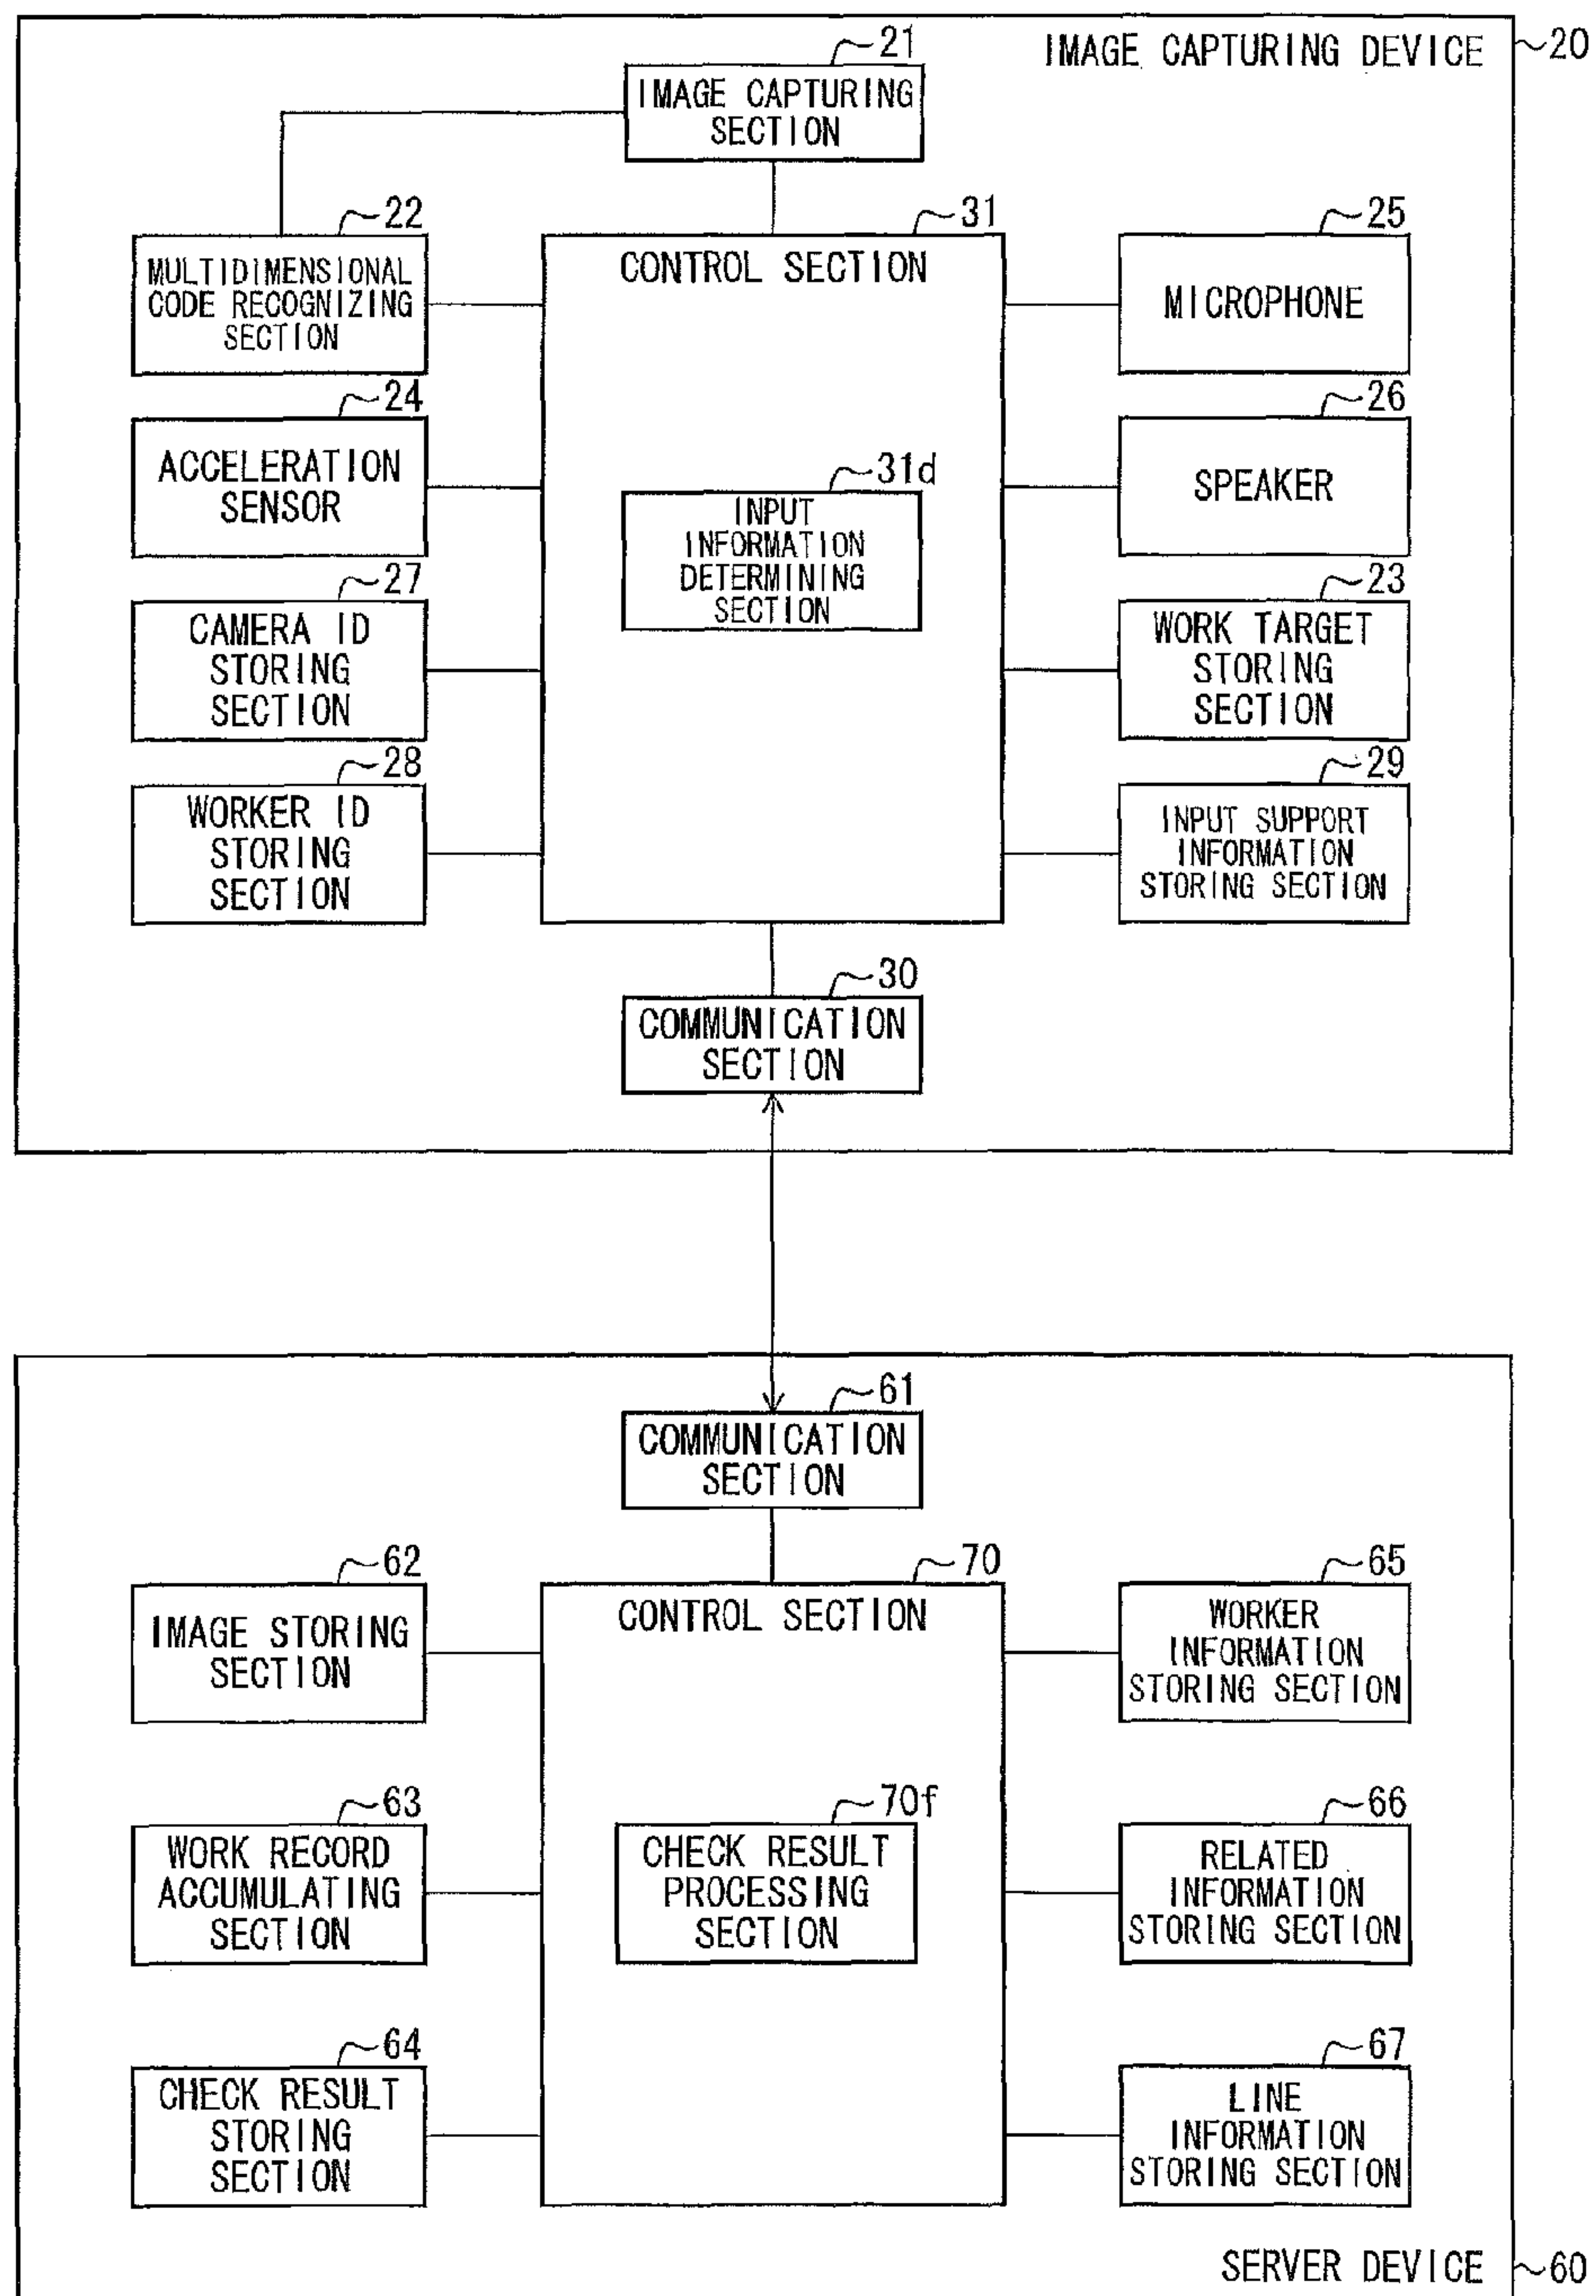 IMAGE CAPTURING DEVICE
20
21
IMAGE CAPTURING
SECTION
22
MULTIDIMENSIONAL
CODE RECOGNIZING
SECTION
31
CONTROL SECTION
25
MICROPHONE
24
ACCELERATION
SENSOR
31d
INPUT
INFORMATION
DETERMINING
SECTION
26
SPEAKER
27
CAMERA ID
STORING
SECTION
23
WORK TARGET
STORING
SECTION
28
WORKER ID
STORING
SECTION
29
INPUT SUPPORT
INFORMATION
STORING SECTION
30
COMMUNICATION
SECTION
61
COMMUNICATION
SECTION
62
IMAGE STORING
SECTION
70
CONTROL SECTION
65
WORKER
INFORMATION
STORING SECTION
63
WORK RECORD
ACCUMULATING
SECTION
70f
CHECK RESULT
PROCESSING
SECTION
66
RELATED
INFORMATION
STORING SECTION
64
CHECK RESULT
STORING
SECTION
67
LINE
INFORMATION
STORING SECTION
SERVER DEVICE
60